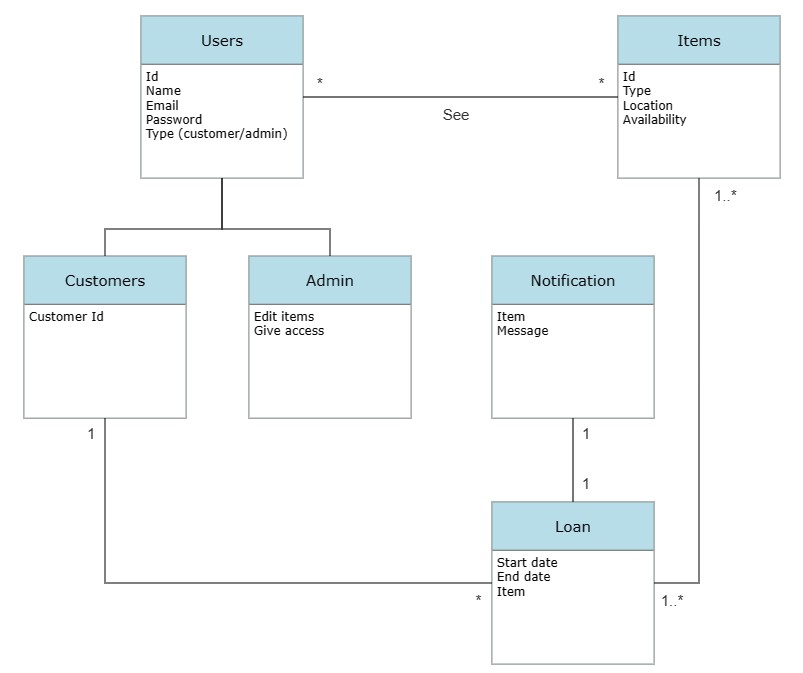 Users
Id
Name
Email
Password
Type (customer/admin)
*
*
See
Items
Id
Type
Location
Availability
1..*
Customers
Customer Id
1
Admin
Edit items
Give access
Notification
Item
Message
1
1
Loan
Start date
End date
Item
*
1..*